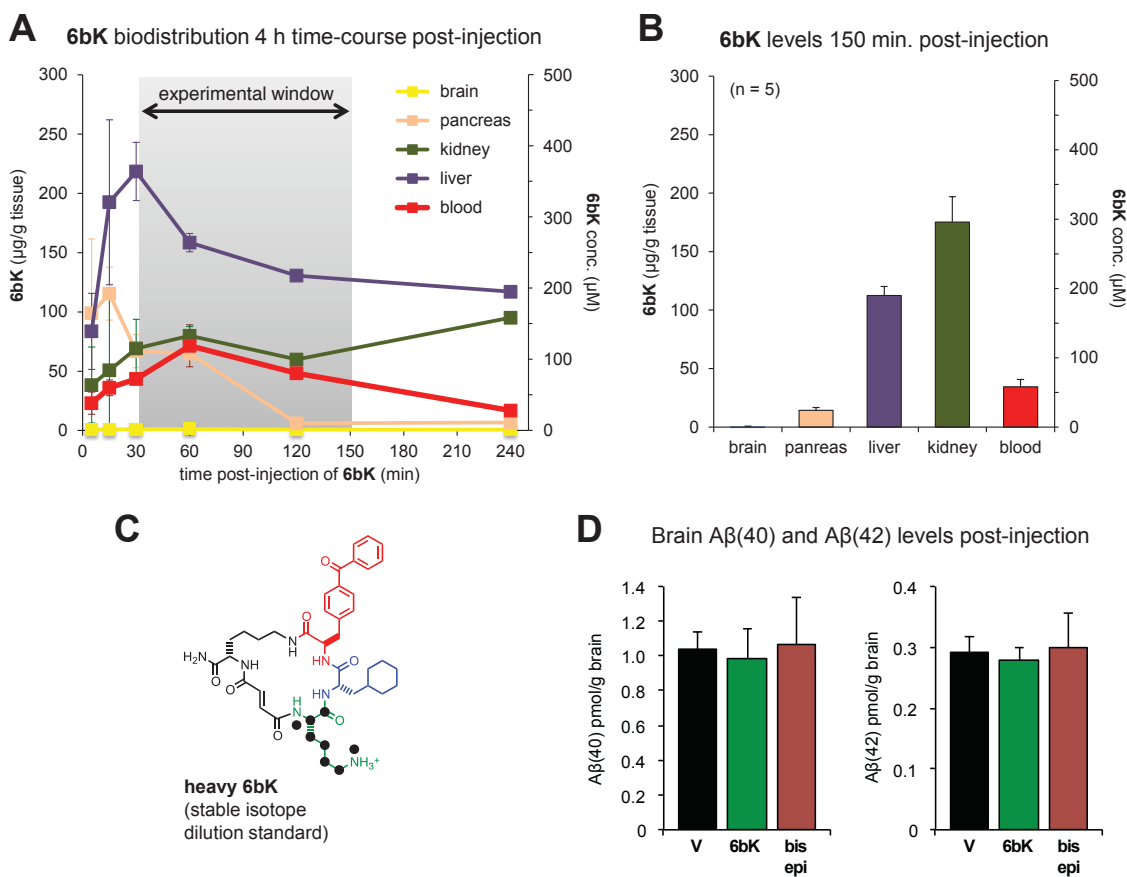 A
6bK biodistribution 4 h time-course post-injection
300
250
200
150
100
50
0
6bK (µg/g tissue)
500
400
300
200
100
0
6bK conc. (µM)
experimental window
brain
pancreas
kidney
liver
blood
0 30 60 90 120 150 180 210 240
time post-injection of 6bK (min)
B
6bK levels 150 min. post-injection
(n = 5)
300
250
200
150
100
50
0
6bK (µg/g tissue)
500
400
300
200
100
0
6bK conc. (µM)
brain panreas liver kidney blood
C
O
O
N
H
H₂N
O
NH
O
O
HN
O
HN
H
N
O
NH₃⁺
heavy 6bK
(stable isotope
dilution standard)
D
Brain Aβ(40) and Aβ(42) levels post-injection
1.4
1.2
1.0
0.8
0.6
0.4
0.2
0
Aβ(40) pmol/g brain
V 6bK bis
epi
0.4
0.3
0.2
0.1
0
Aβ(42) pmol/g brain
V 6bK bis
epi